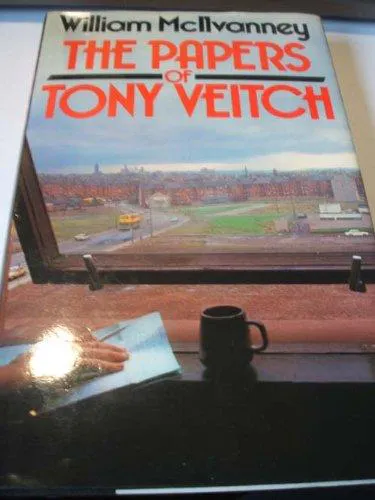 William McIlvanney
THE PAPERS
OF
TONY VEITCH